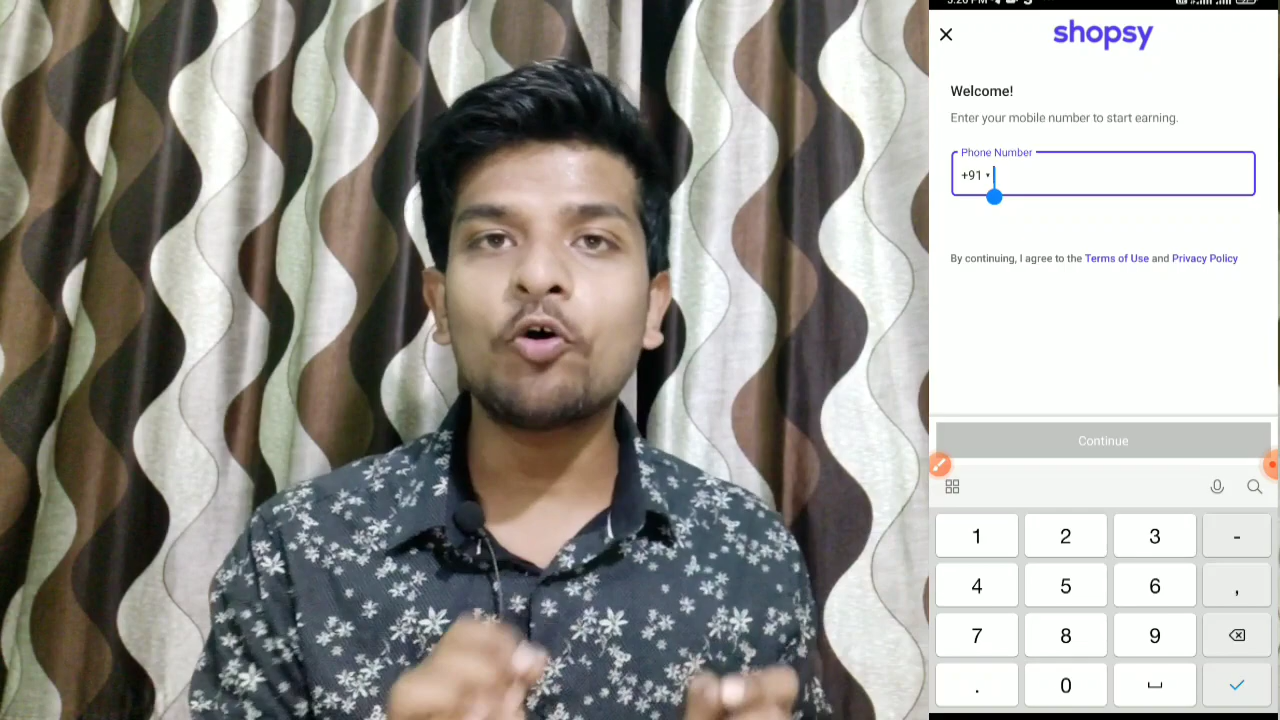 shopsy
Welcome!
Enter your mobile number to start earning.
Phone Number
+91
By continuing, I agree to the Terms of Use and Privacy Policy
Continue
1 2 3 -
4 5 6 ,
7 8 9
. 0